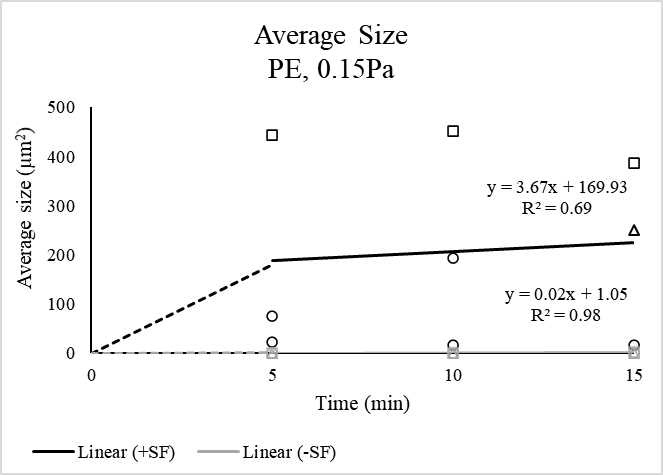 Average Size
PE, 0.15Pa
500
400
300
200
100
0
Average size (µm²)
y = 3.67x + 169.93
R² = 0.69
y = 0.02x + 1.05
R² = 0.98
0 5 10 15
Time (min)
Linear (+SF) Linear (-SF)